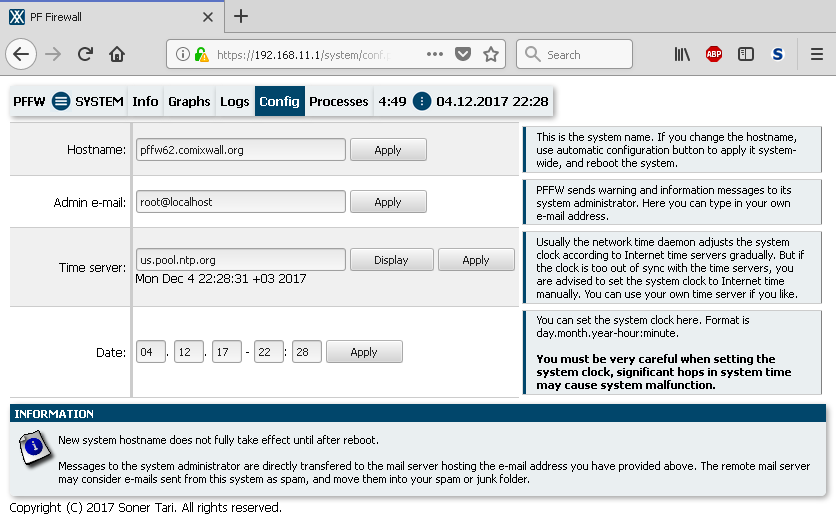 PF Firewall
https://192.168.11.1/system/conf.
Search
ABP
S
PFFW SYSTEM Info Graphs Logs Config Processes 4:49 04.12.2017 22:28
Hostname: pffw62.comixwall.org Apply
This is the system name. If you change the hostname,
use automatic configuration button to apply it system-
wide, and reboot the system.
Admin e-mail: root@localhost Apply
PFFW sends warning and information messages to its
system administrator. Here you can type in your own
e-mail address.
Time server: us.pool.ntp.org Display Apply
Mon Dec 4 22:28:31 +03 2017
Usually the network time daemon adjusts the system
clock according to Internet time servers gradually. But if
the clock is too out of sync with the time servers, you
are advised to set the system clock to Internet time
manually. You can use your own time server if you like.
Date: 04 . 12 . 17 - 22 : 28 Apply
You can set the system clock here. Format is
day.month.year-hour:minute.
You must be very careful when setting the
system clock, significant hops in system time
may cause system malfunction.
INFORMATION
New system hostname does not fully take effect until after reboot.
Messages to the system administrator are directly transfered to the mail server hosting the e-mail address you have provided above. The remote mail server
may consider e-mails sent from this system as spam, and move them into your spam or junk folder.
Copyright (C) 2017 Soner Tari. All rights reserved.